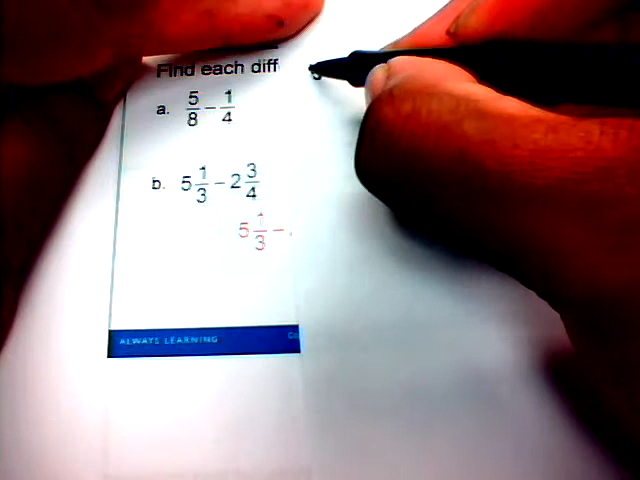 Find each diff
a. 5/8 − 1/4
b. 5 1/3 − 2 3/4
5 1/3 −
ALWAYS LEARNING